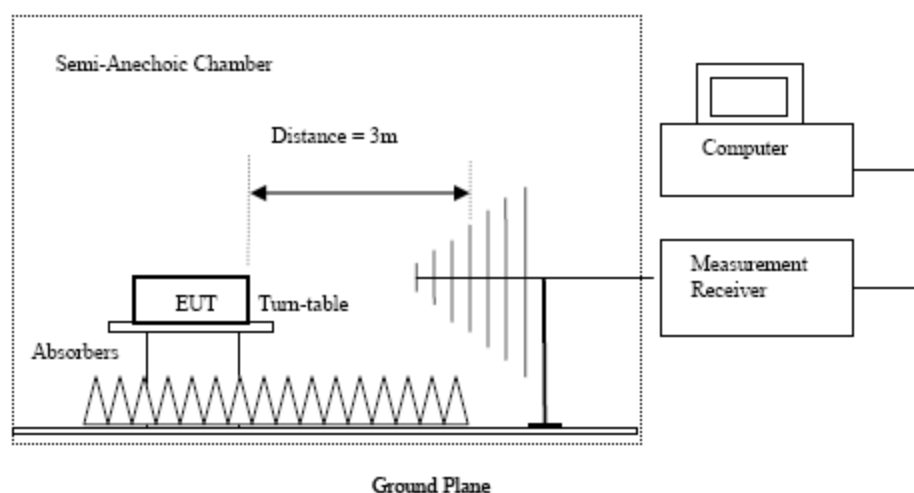 Semi-Anechoic Chamber
Distance = 3m
Computer
Measurement
Receiver
EUT
Turn-table
Absorbers
Ground Plane